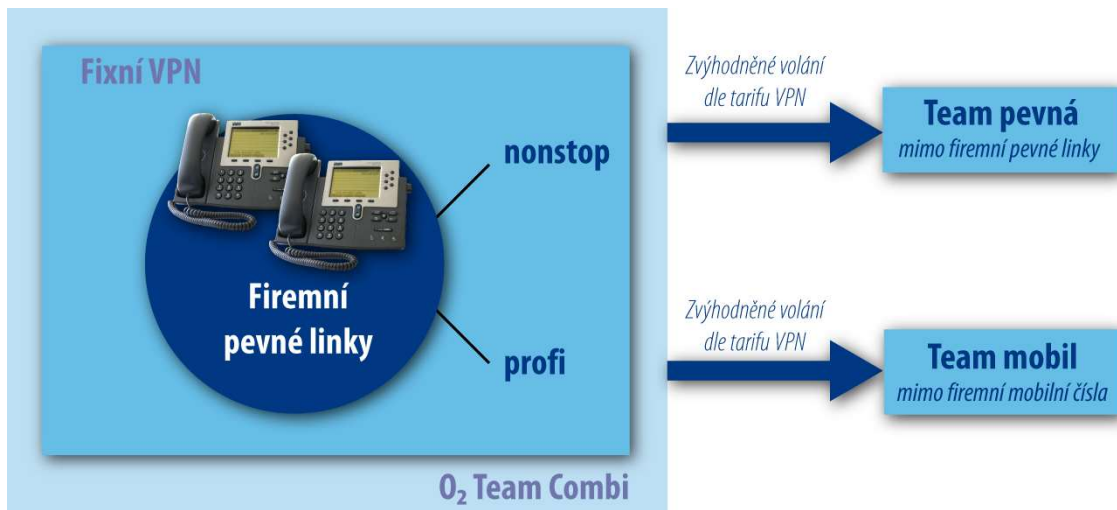 Fixní VPN
nonstop
Firemní
pevné linky
profi
O₂ Team Combi
Zvýhodněné volání
dle tarifu VPN
Team pevná
mimo firemní pevné linky
Zvýhodněné volání
dle tarifu VPN
Team mobil
mimo firemní mobilní čísla